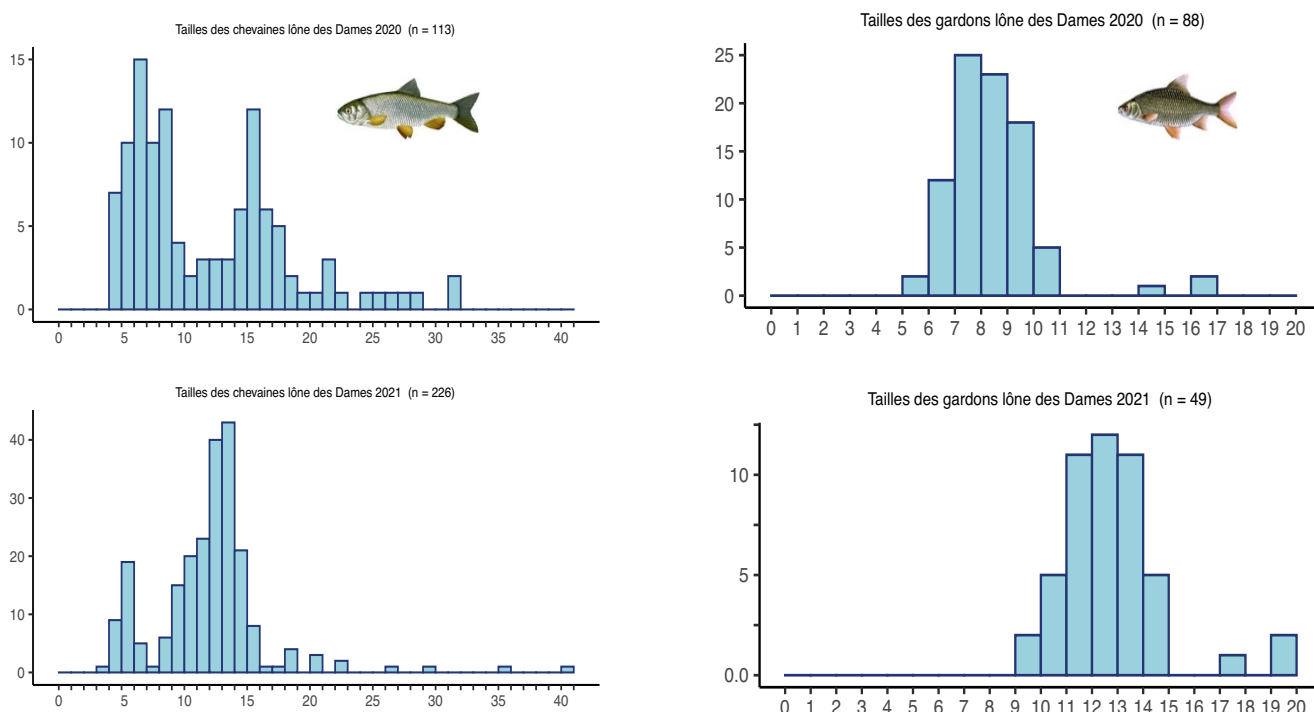 Tailles des chevaines lône des Dames 2020 (n = 113)
15
10
5
0
0 5 10 15 20 25 30 35 40
Tailles des gardons lône des Dames 2020 (n = 88)
25
20
15
10
5
0
0 1 2 3 4 5 6 7 8 9 10 11 12 13 14 15 16 17 18 19 20
Tailles des chevaines lône des Dames 2021 (n = 226)
40
30
20
10
0
0 5 10 15 20 25 30 35 40
Tailles des gardons lône des Dames 2021 (n = 49)
10
5
0.0
0 1 2 3 4 5 6 7 8 9 10 11 12 13 14 15 16 17 18 19 20